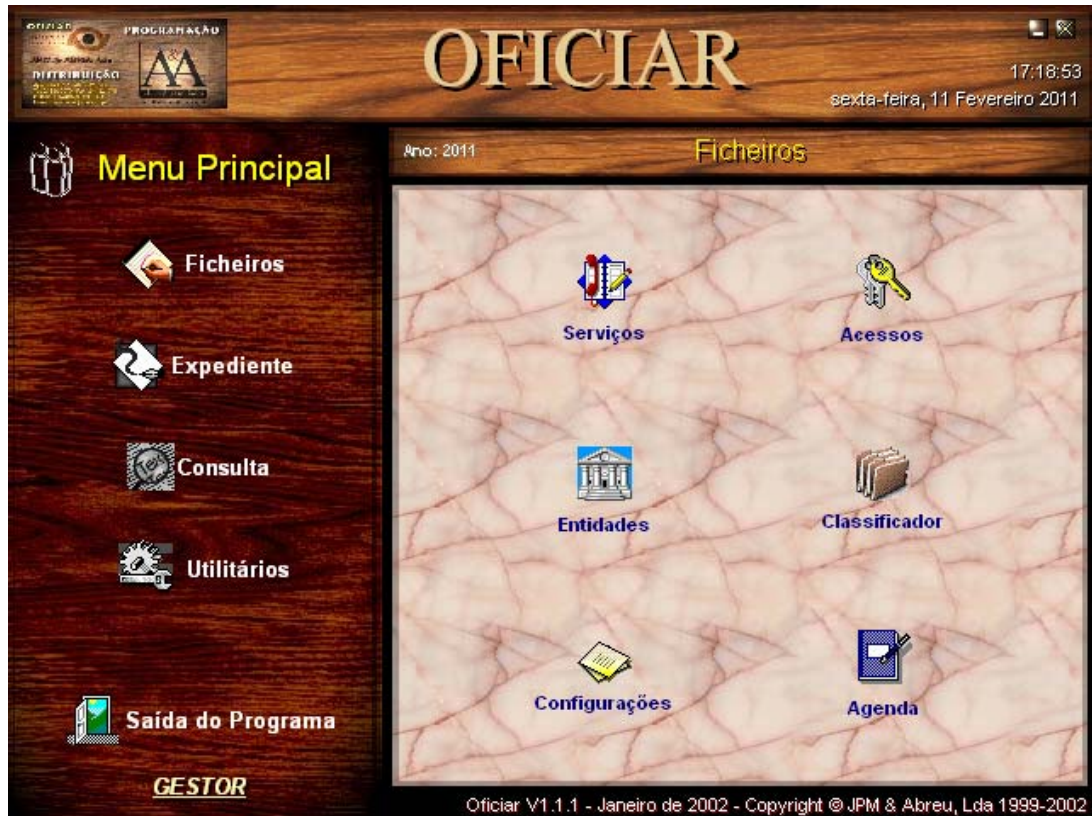 OFICIAR
PROGRAMAÇÃO
A&A
DISTRIBUIÇÃO
OFICIAR
17:18:53
sexta-feira, 11 Fevereiro 2011
Menu Principal
Ficheiros
Expediente
Consulta
Utilitários
Saída do Programa
GESTOR
Ano: 2011
Ficheiros
Serviços
Acessos
Entidades
Classificador
Configurações
Agenda
Oficiar V1.1.1 - Janeiro de 2002 - Copyright © JPM & Abreu, Lda 1999-2002